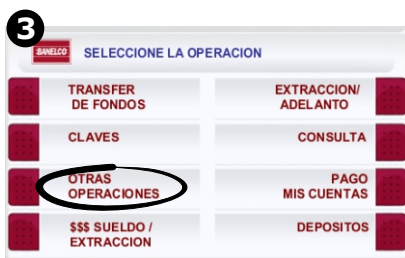 3
BANELCO SELECCIONE LA OPERACION
TRANSFER
DE FONDOS
EXTRACCION/
ADELANTO
CLAVES
CONSULTA
OTRAS
OPERACIONES
PAGO
MIS CUENTAS
$$$ SUELDO /
EXTRACCION
DEPOSITOS